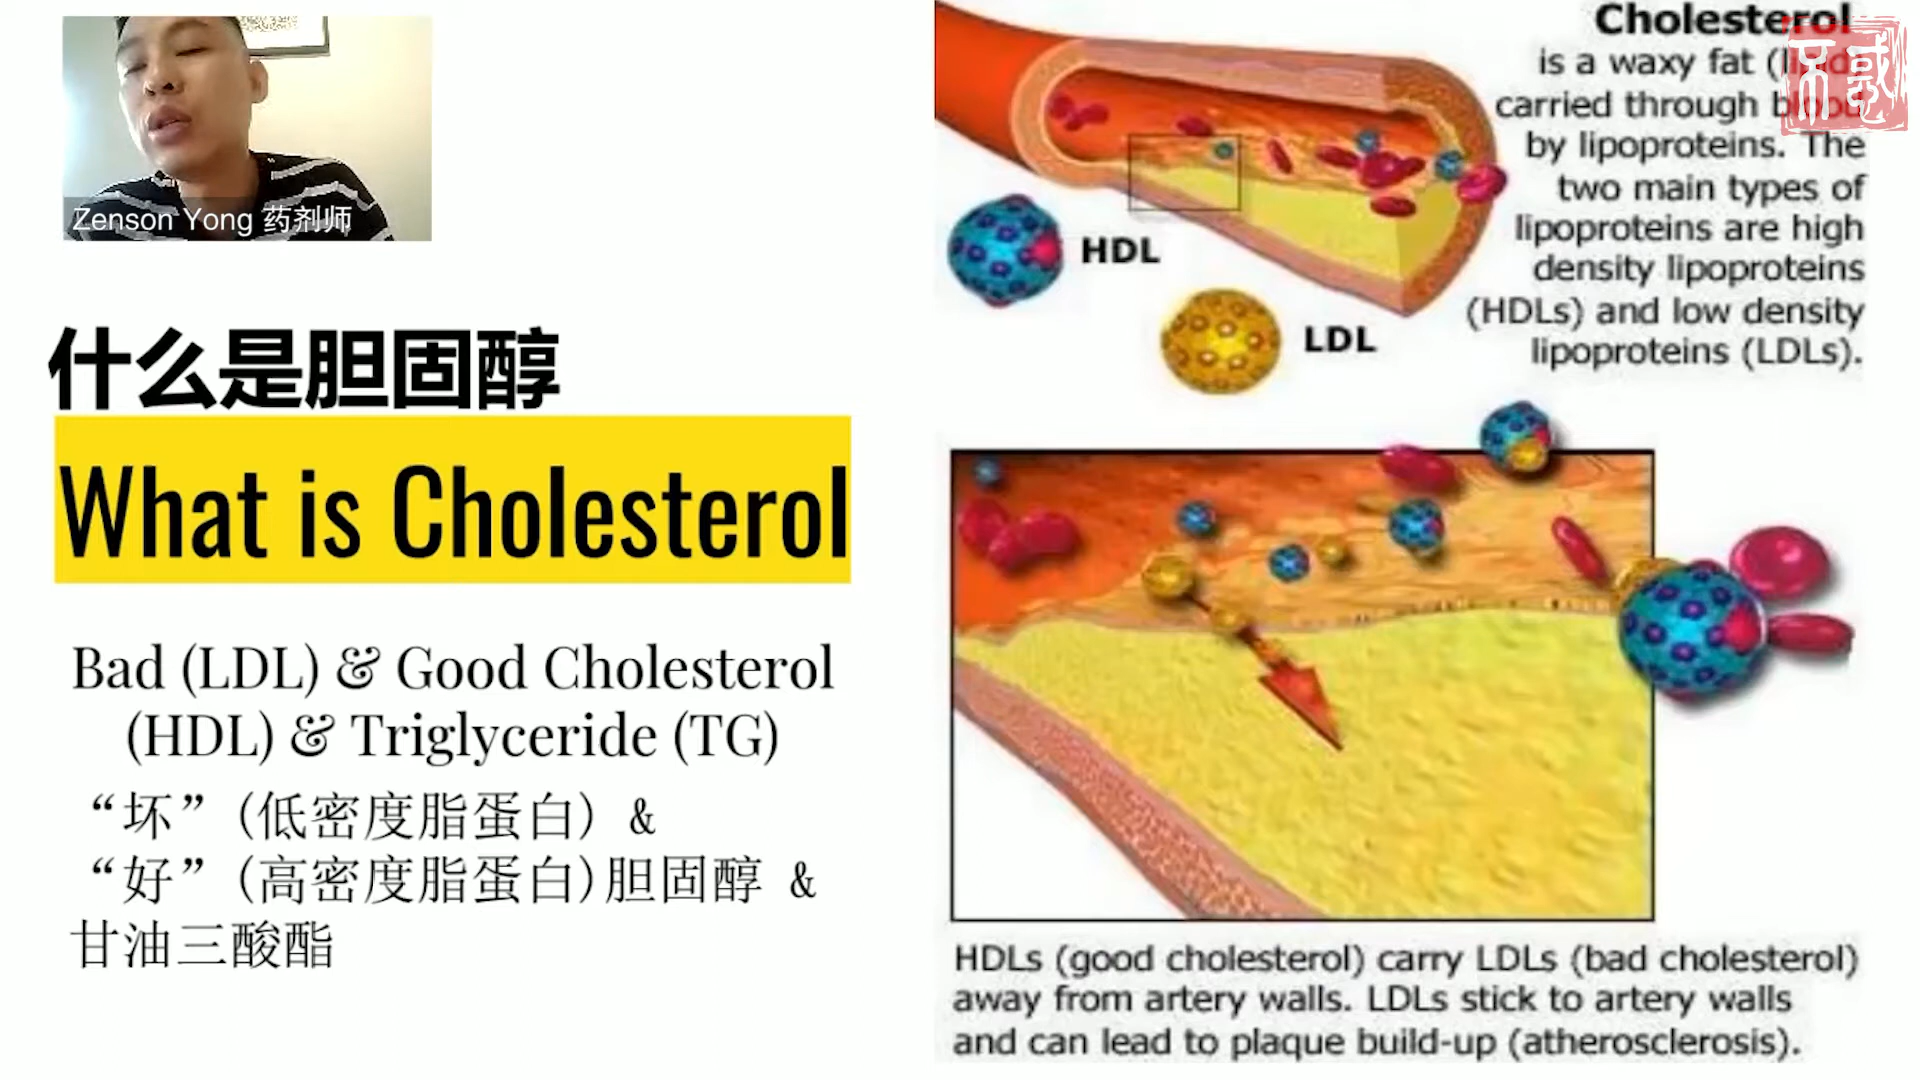 Zenson Yong 药剂师
什么是胆固醇
What is Cholesterol
Bad (LDL) & Good Cholesterol
(HDL) & Triglyceride (TG)
“坏”(低密度脂蛋白) &
“好”(高密度脂蛋白)胆固醇 &
甘油三酸酯
Cholesterol
is a waxy fat (lipid)
carried through blood
by lipoproteins. The
two main types of
lipoproteins are high
density lipoproteins
(HDLs) and low density
lipoproteins (LDLs).
HDL
LDL
HDLs (good cholesterol) carry LDLs (bad cholesterol)
away from artery walls. LDLs stick to artery walls
and can lead to plaque build-up (atherosclerosis).
不惑